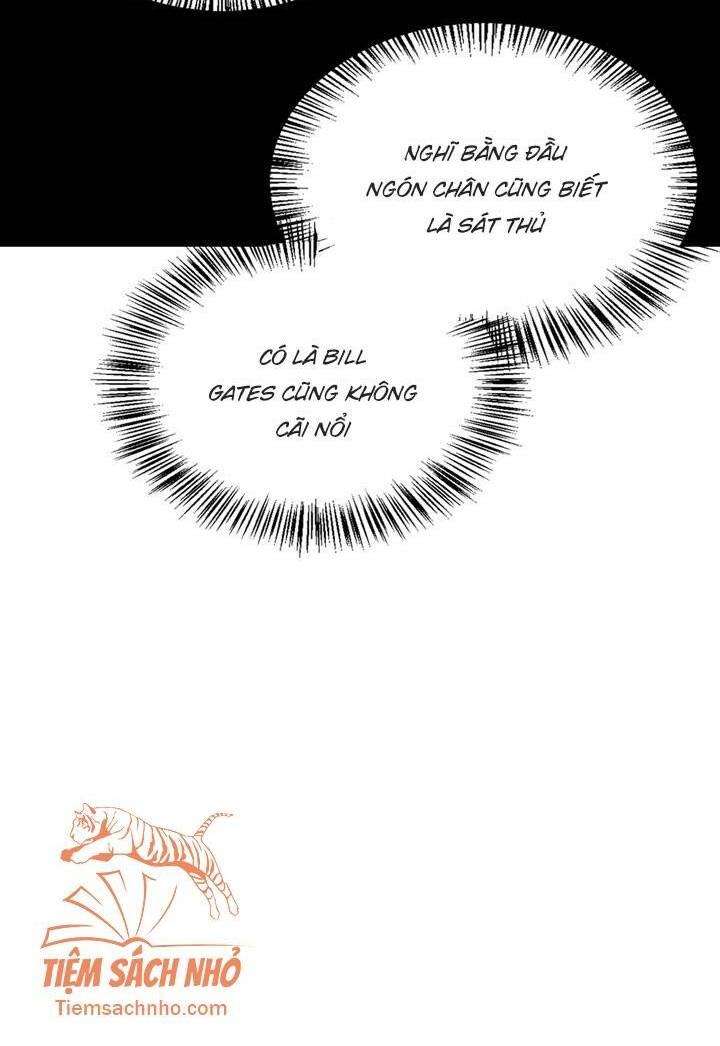 NGHĨ BẰNG ĐẦU
NGÓN CHÂN CŨNG BIẾT
LÀ SÁT THỦ
CÓ LÀ BILL
GATES CŨNG KHÔNG
CÃI NỔI
TIỆM SÁCH NHỎ
Tiemsachnho.com